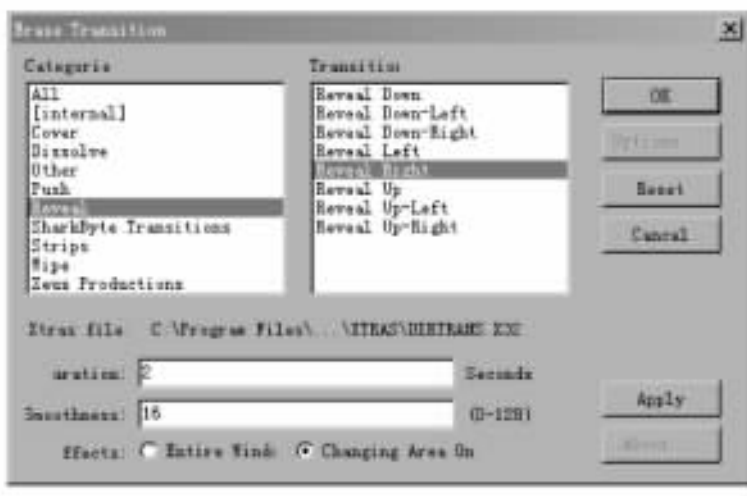 Erase Transition
Categorie
All
[internal]
Cover
Dissolve
Other
Push
Reveal
SharkByte Transitions
Strips
Wipe
Zeus Productions
Transition
Reveal Down
Reveal Down-Left
Reveal Down-Right
Reveal Left
Reveal Right
Reveal Up
Reveal Up-Left
Reveal Up-Right
OK
Options
Reset
Cancel
Xtras file C:\Program Files\...\XTRAS\DIRTRANS.X32
uration: 2 Seconds
Smoothness: 16 (0-128)
Effects: Entire Wind Changing Area On
Apply
About